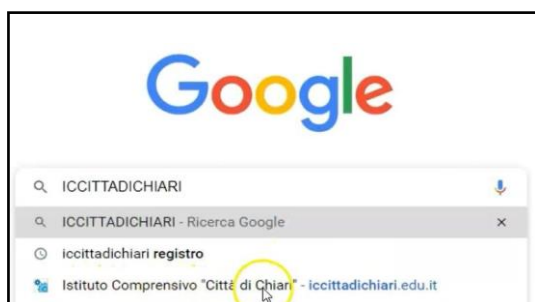 Google
ICCITTADICHIARI
ICCITTADICHIARI - Ricerca Google
iccittadichiari registro
Istituto Comprensivo "Città di Chiari" - iccittadichiari.edu.it